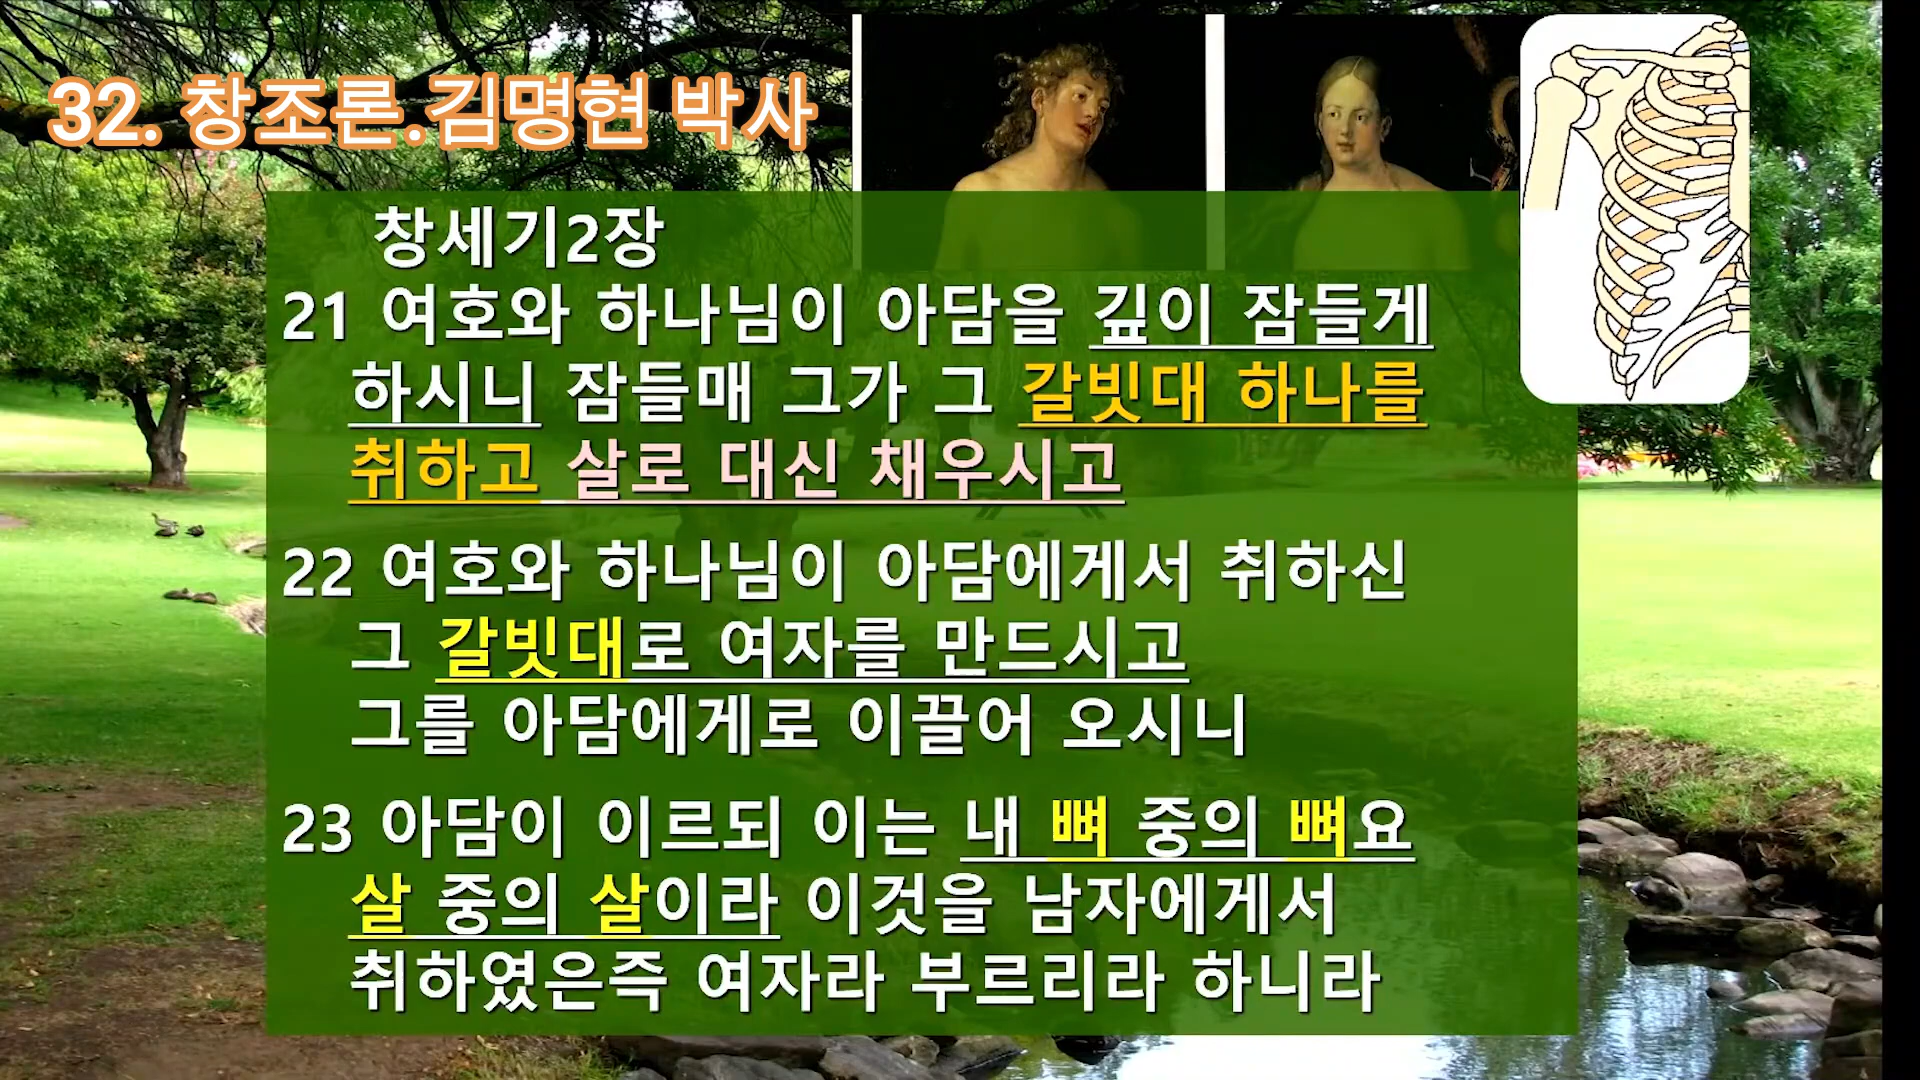 32. 창조론.김명현 박사
창세기2장
21 여호와 하나님이 아담을 깊이 잠들게
하시니 잠들매 그가 그 갈빗대 하나를
취하고 살로 대신 채우시고
22 여호와 하나님이 아담에게서 취하신
그 갈빗대로 여자를 만드시고
그를 아담에게로 이끌어 오시니
23 아담이 이르되 이는 내 뼈 중의 뼈요
살 중의 살이라 이것을 남자에게서
취하였은즉 여자라 부르리라 하니라